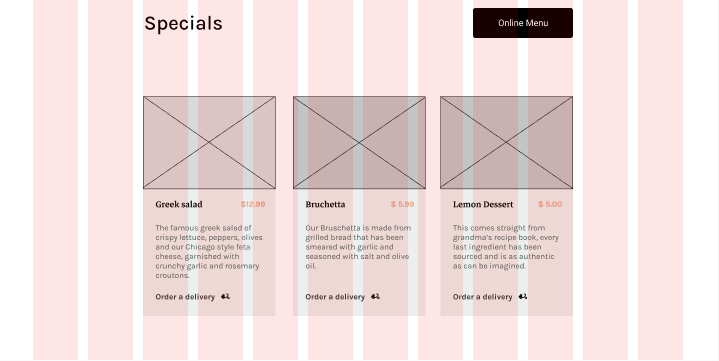 Specials
Online Menu
Greek salad
$12.99
The famous greek salad of
crispy lettuce, peppers, olives
and our Chicago style feta
cheese, garnished with
crunchy garlic and rosemary
croutons.
Order a delivery
Bruchetta
$ 5.99
Our Bruschetta is made from
grilled bread that has been
smeared with garlic and
seasoned with salt and olive
oil.
Order a delivery
Lemon Dessert
$ 5.00
This comes straight from
grandma's recipe book, every
last ingredient has been
sourced and is as authentic
as can be imagined.
Order a delivery